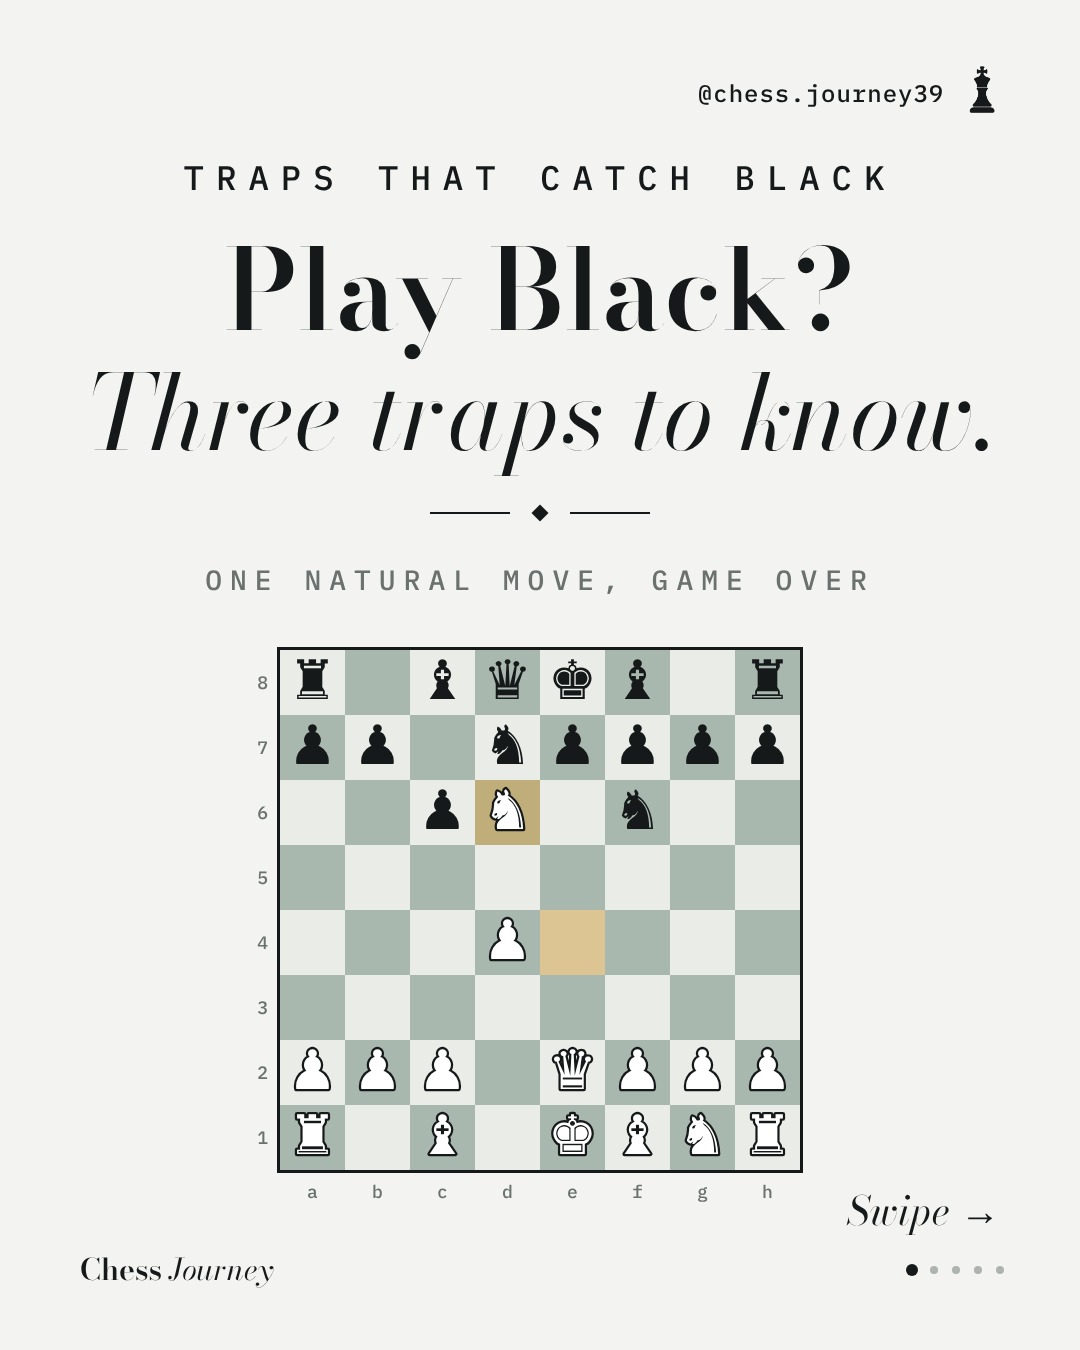 @chess.journey39
TRAPS THAT CATCH BLACK
Play Black?
Three traps to know.
ONE NATURAL MOVE, GAME OVER
8
7
6
5
4
3
2
1
a b c d e f g h
Swipe →
Chess Journey